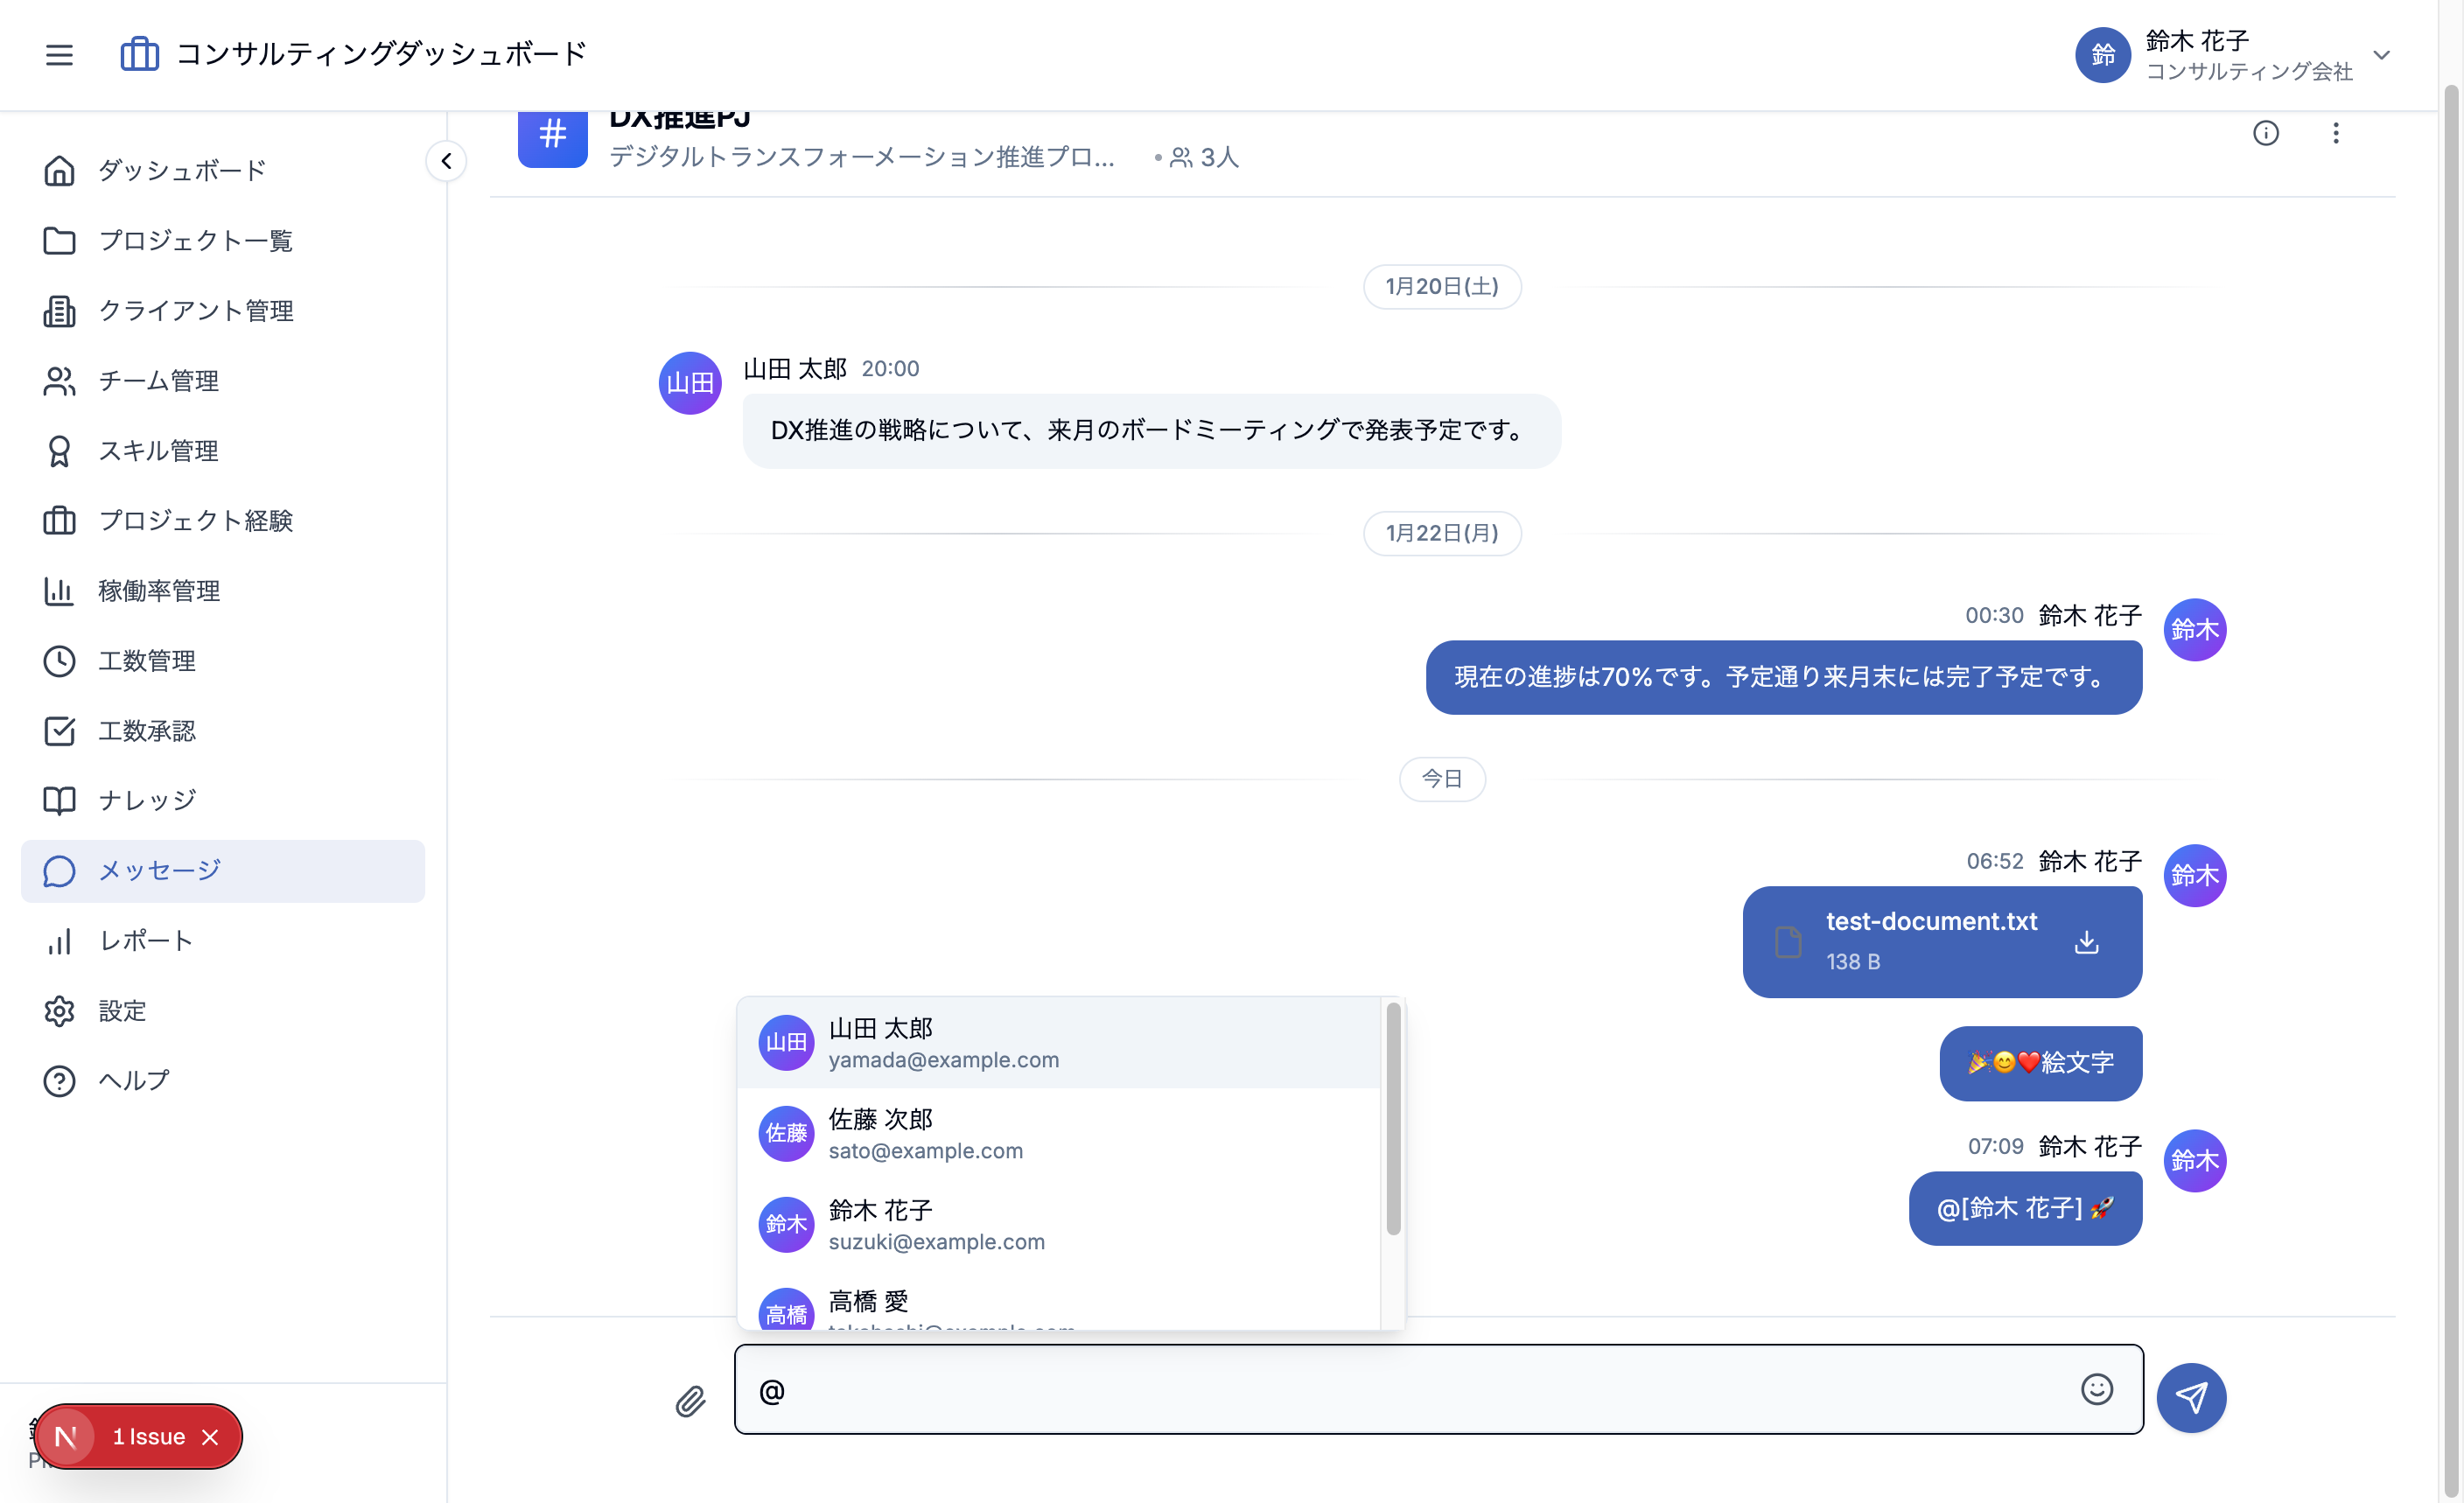 コンサルティングダッシュボード
鈴
鈴木 花子
コンサルティング会社
ダッシュボード
プロジェクト一覧
クライアント管理
チーム管理
スキル管理
プロジェクト経験
稼働率管理
工数管理
工数承認
ナレッジ
メッセージ
レポート
設定
ヘルプ
N 1 Issue
#
DX推進PJ
デジタルトランスフォーメーション推進プロ... • 3人
1月20日(土)
山田
山田 太郎 20:00
DX推進の戦略について、来月のボードミーティングで発表予定です。
1月22日(月)
00:30 鈴木 花子
鈴木
現在の進捗は70%です。予定通り来月末には完了予定です。
今日
06:52 鈴木 花子
鈴木
test-document.txt
138 B
🎉😊❤️絵文字
07:09 鈴木 花子
鈴木
@[鈴木 花子] 🚀
山田
山田 太郎
yamada@example.com
佐藤
佐藤 次郎
sato@example.com
鈴木
鈴木 花子
suzuki@example.com
高橋
高橋 愛
takahashi@example.com
@